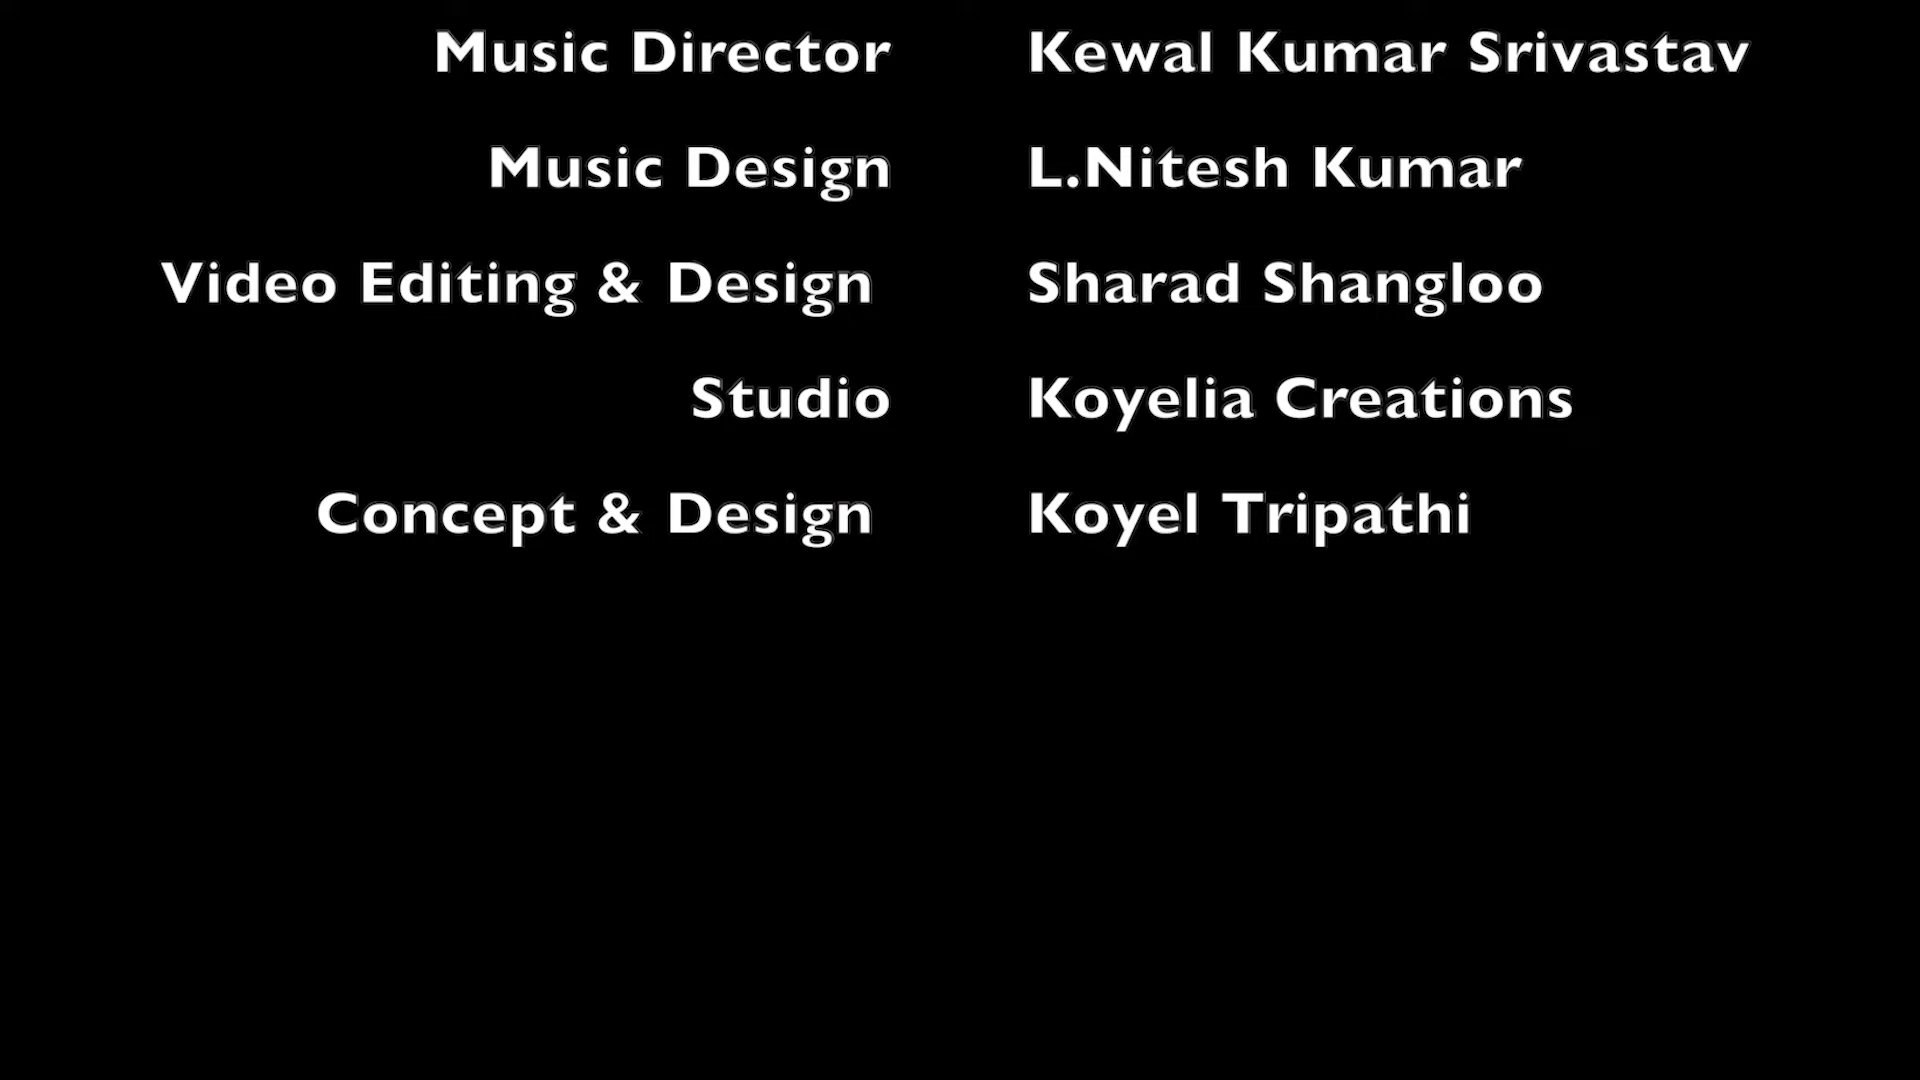 Music Director Kewal Kumar Srivastav
Music Design L.Nitesh Kumar
Video Editing & Design Sharad Shangloo
Studio Koyelia Creations
Concept & Design Koyel Tripathi